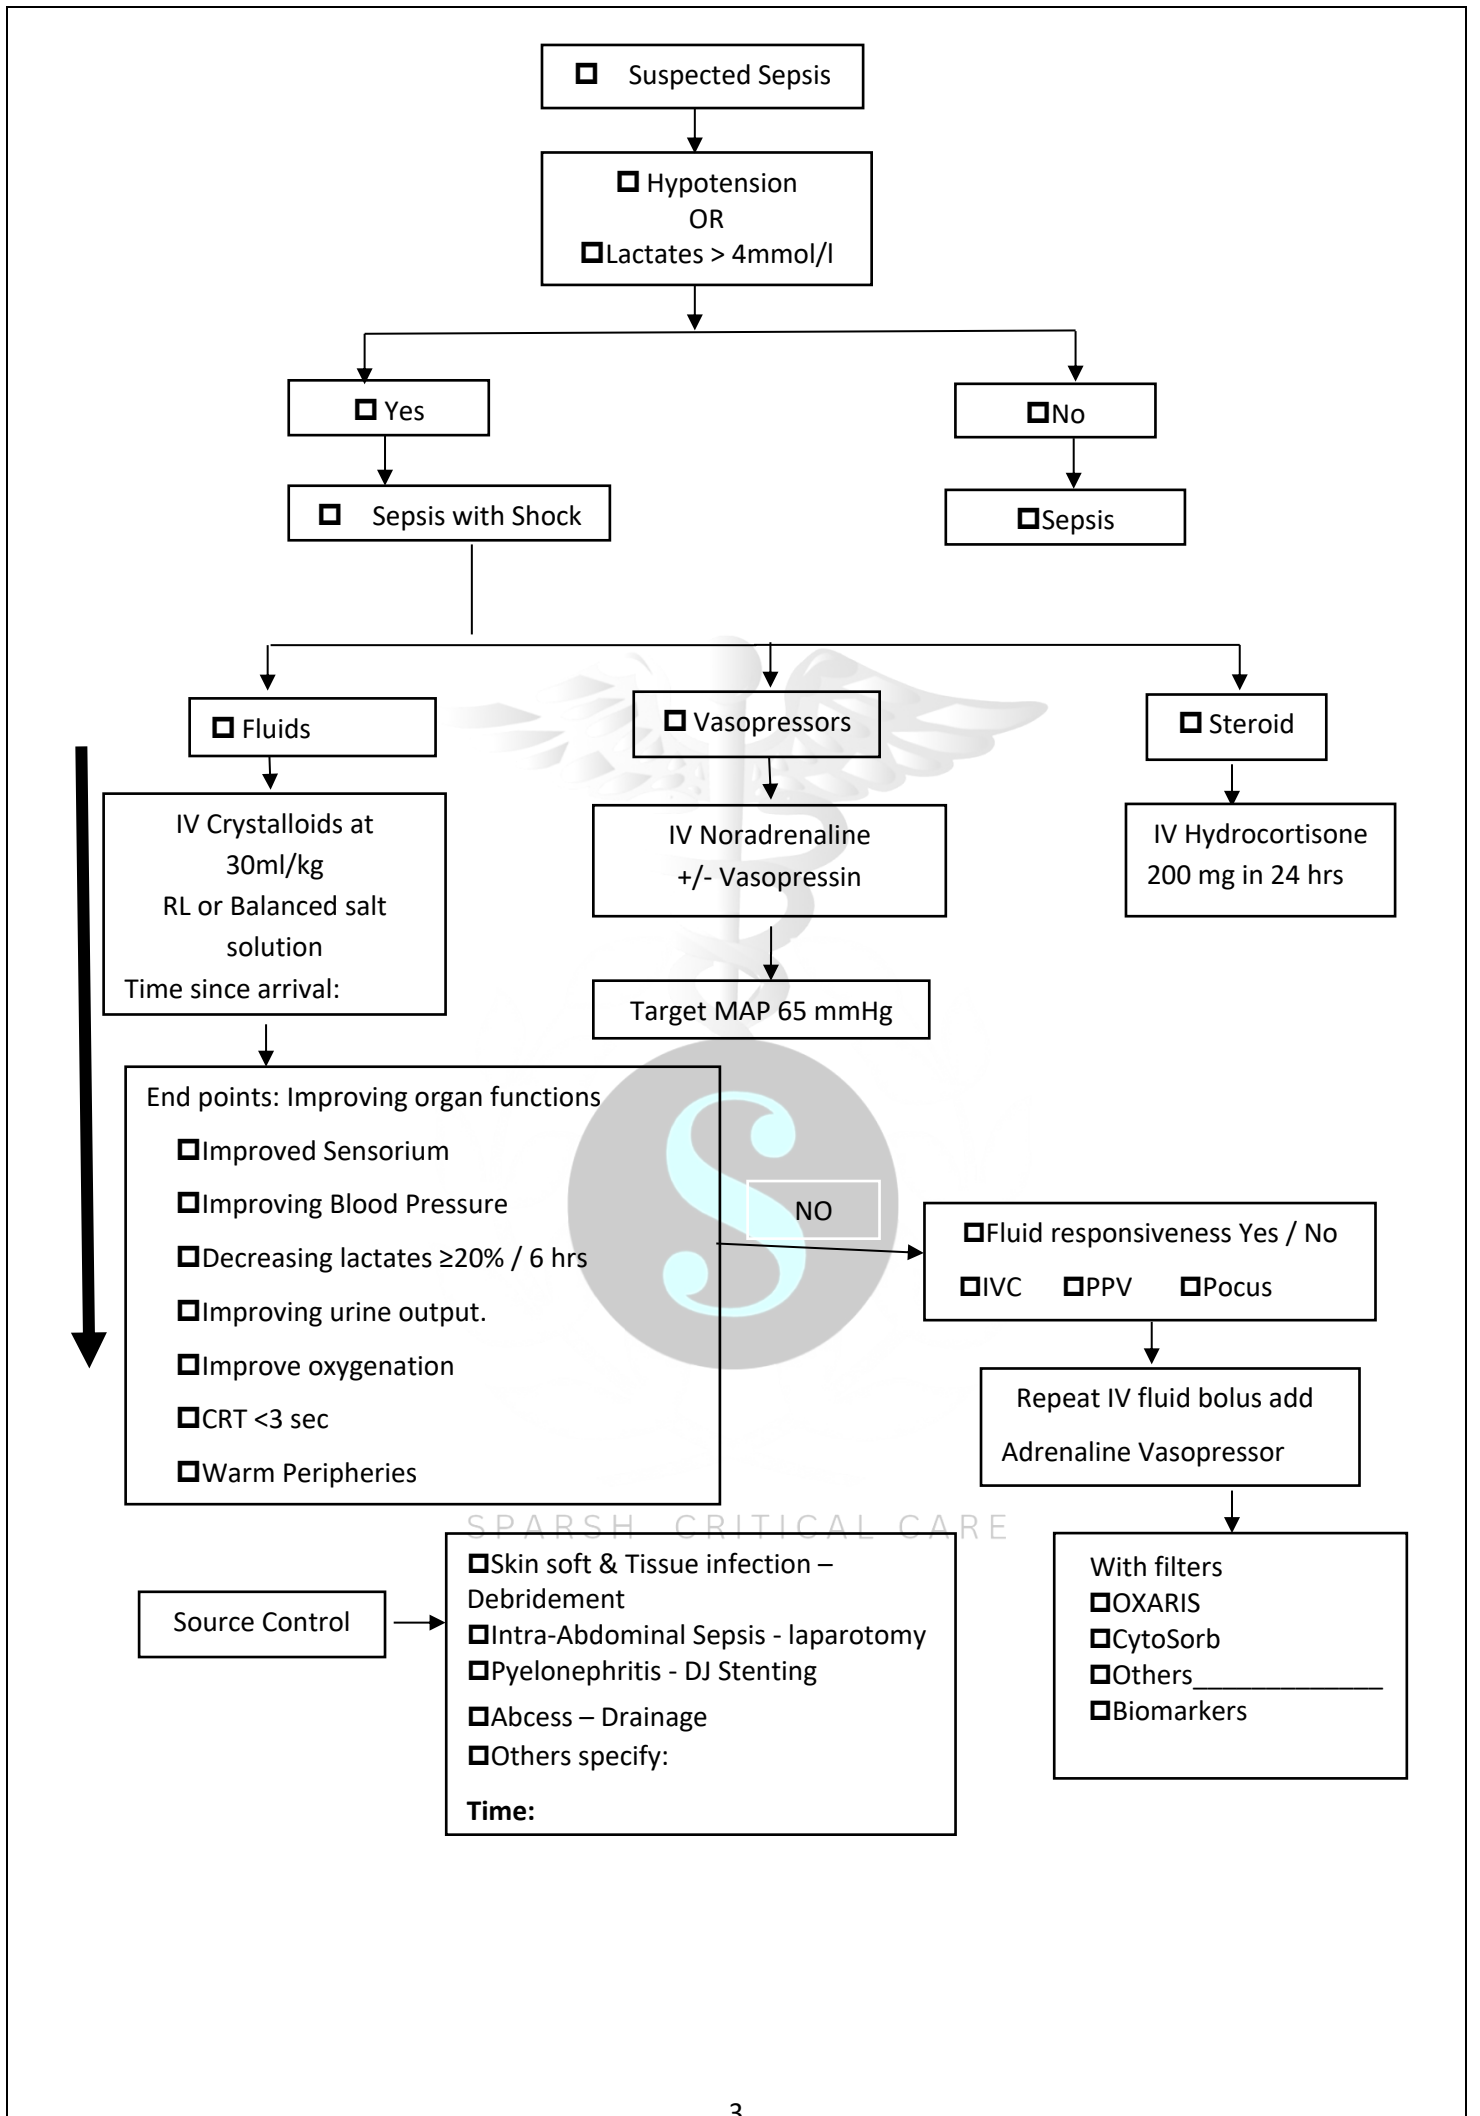 ☐ Suspected Sepsis
☐ Hypotension
OR
☐Lactates > 4mmol/l
☐ Yes
☐No
☐ Sepsis with Shock
☐Sepsis
☐ Fluids
☐ Vasopressors
☐ Steroid
IV Crystalloids at
30ml/kg
RL or Balanced salt
solution
Time since arrival:
IV Noradrenaline
+/- Vasopressin
IV Hydrocortisone
200 mg in 24 hrs
Target MAP 65 mmHg
End points: Improving organ functions
☐Improved Sensorium
☐Improving Blood Pressure
☐Decreasing lactates ≥20% / 6 hrs
☐Improving urine output.
☐Improve oxygenation
☐CRT <3 sec
☐Warm Peripheries
S
NO
☐Fluid responsiveness Yes / No
☐IVC ☐PPV ☐Pocus
Repeat IV fluid bolus add
Adrenaline Vasopressor
SPARSH CRITICAL CARE
With filters
☐OXARIS
☐CytoSorb
☐Others_____________
☐Biomarkers
Source Control
☐Skin soft & Tissue infection –
Debridement
☐Intra-Abdominal Sepsis - laparotomy
☐Pyelonephritis - DJ Stenting
☐Abcess – Drainage
☐Others specify:
Time:
3